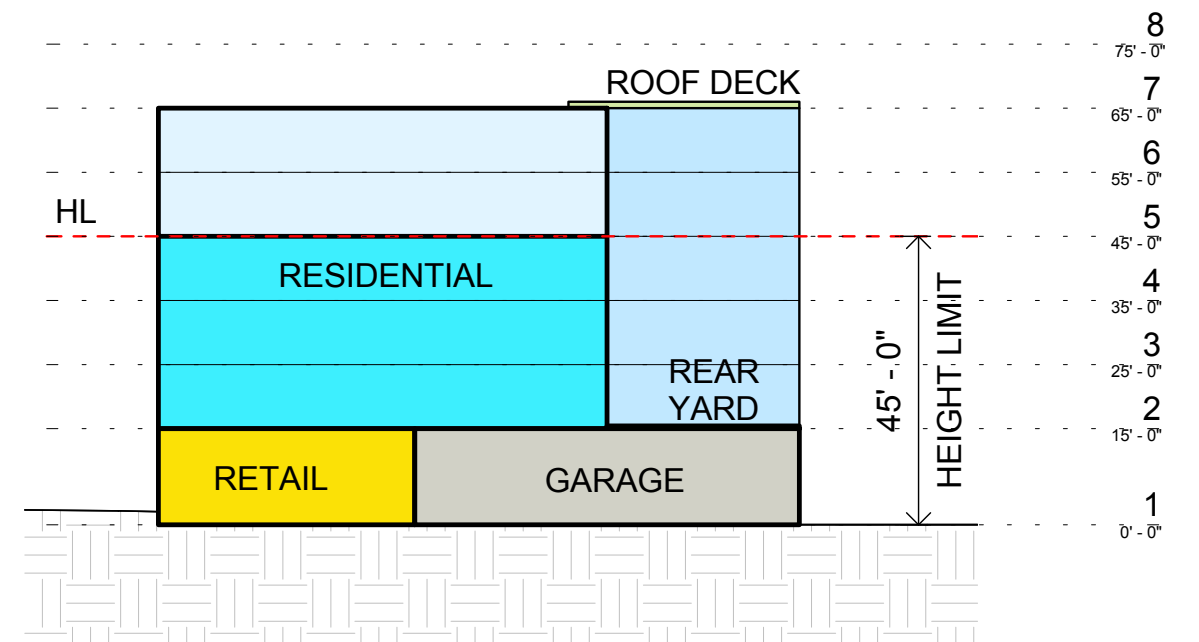 8
75' - 0"
ROOF DECK
7
65' - 0"
6
55' - 0"
HL
5
45' - 0"
RESIDENTIAL
4
35' - 0"
45' - 0"
HEIGHT LIMIT
3
25' - 0"
REAR
YARD
2
15' - 0"
RETAIL
GARAGE
1
0' - 0"